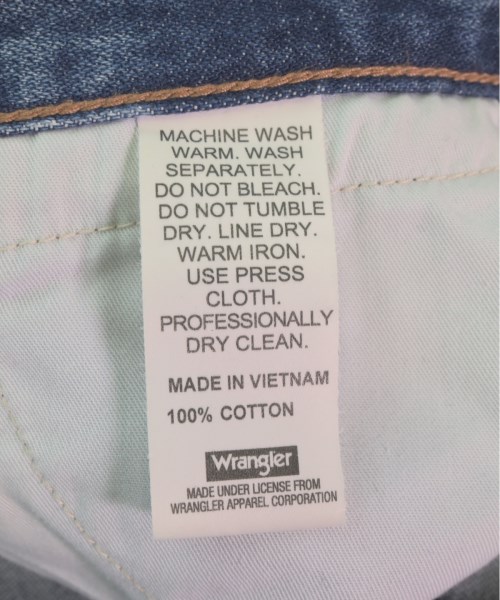 MACHINE WASH
WARM. WASH
SEPARATELY.
DO NOT BLEACH.
DO NOT TUMBLE
DRY. LINE DRY.
WARM IRON.
USE PRESS
CLOTH.
PROFESSIONALLY
DRY CLEAN.
MADE IN VIETNAM
100% COTTON
Wrangler
MADE UNDER LICENSE FROM
WRANGLER APPAREL CORPORATION